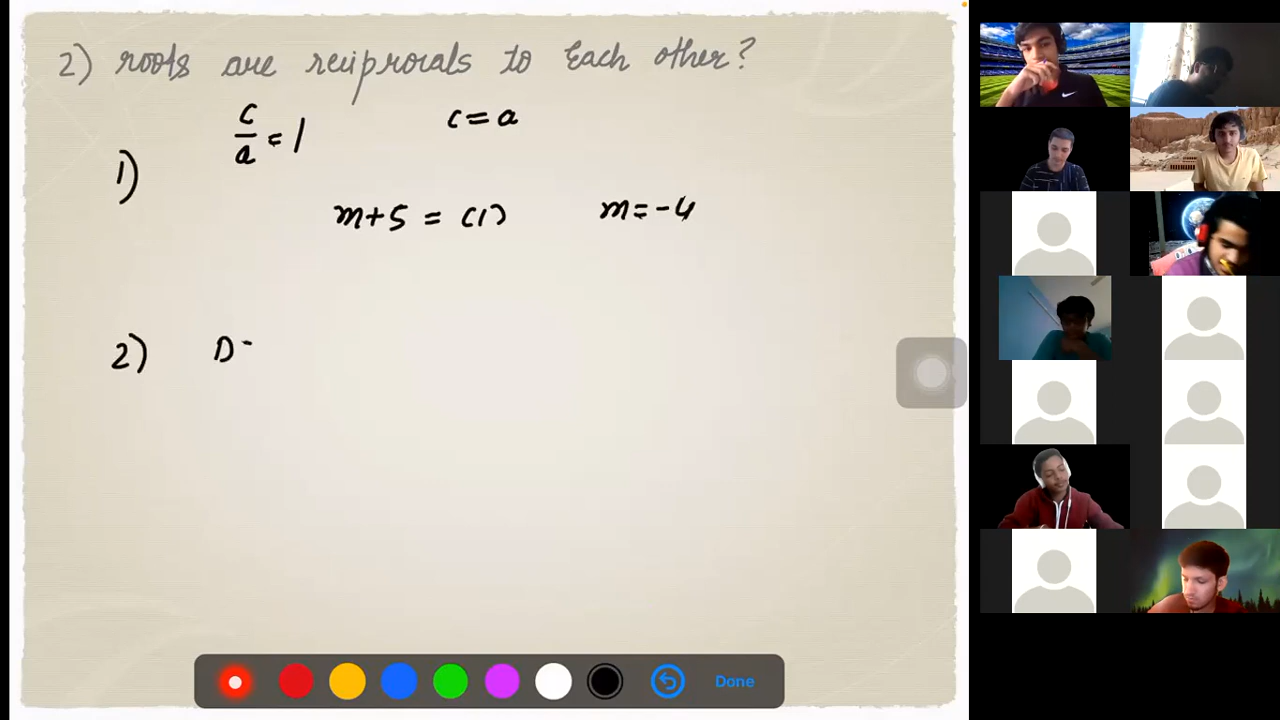 2) roots are reciprocals to Each other?
c/a = 1 c = a
1)
m+5 = (1) m = -4
2) D -
Done